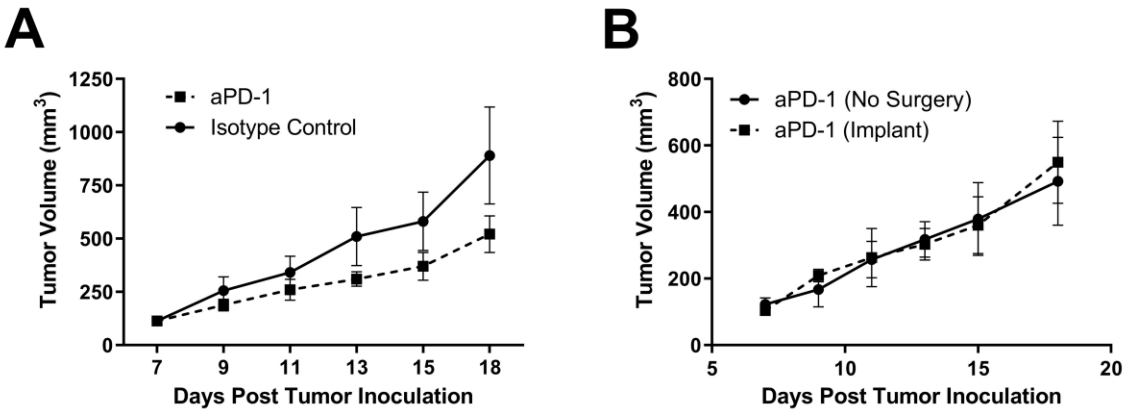 A
Tumor Volume (mm³)
1250
1000
750
500
250
0
aPD-1
Isotype Control
7 9 11 13 15 18
Days Post Tumor Inoculation
B
Tumor Volume (mm³)
800
600
400
200
0
aPD-1 (No Surgery)
aPD-1 (Implant)
5 10 15 20
Days Post Tumor Inoculation